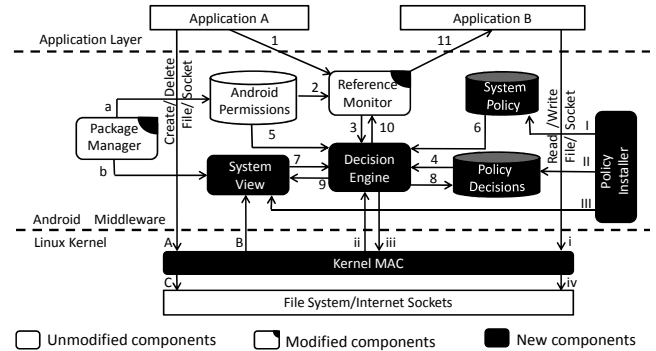 Application A
Application B
Application Layer
1
11
Create/ Delete
File/ Socket
Read /Write
File/ Socket
a
Android
Permissions
2
Reference
Monitor
System
Policy
I
Package
Manager
5
3
10
6
Policy
Installer
b
System
View
7
9
Decision
Engine
4
8
Policy
Decisions
II
III
Android Middleware
Linux Kernel
A
B
ii
iii
i
Kernel MAC
C
iv
File System/Internet Sockets
Unmodified components
Modified components
New components